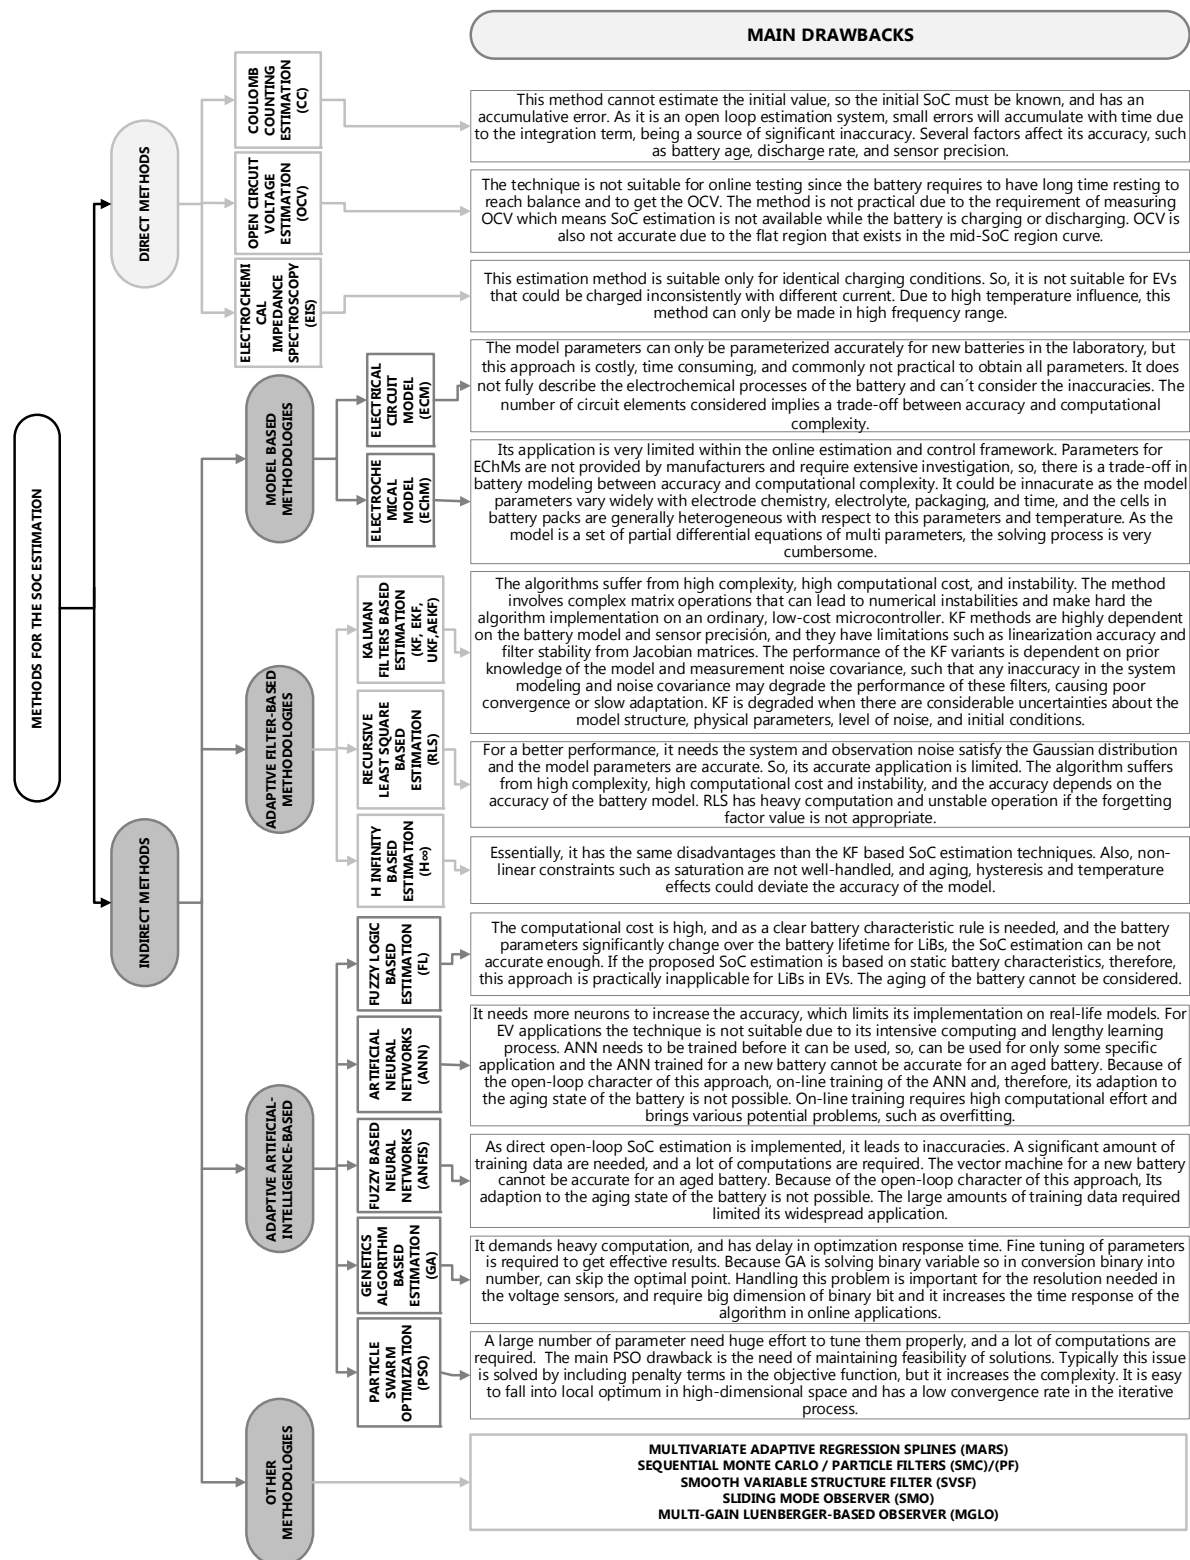 MAIN DRAWBACKS
METHODS FOR THE SOC ESTIMATION
DIRECT METHODS
COULOMB
COUNTING
ESTIMATION
(CC)
This method cannot estimate the initial value, so the initial SoC must be known, and has an
accumulative error. As it is an open loop estimation system, small errors will accumulate with time due
to the integration term, being a source of significant inaccuracy. Several factors affect its accuracy, such
as battery age, discharge rate, and sensor precision.
OPEN CIRCUIT
VOLTAGE
ESTIMATION
(OCV)
The technique is not suitable for online testing since the battery requires to have long time resting to
reach balance and to get the OCV. The method is not practical due to the requirement of measuring
OCV which means SoC estimation is not available while the battery is charging or discharging. OCV is
also not accurate due to the flat region that exists in the mid-SoC region curve.
ELECTROCHEMI
CAL
IMPEDANCE
SPECTROSCOPY
(EIS)
This estimation method is suitable only for identical charging conditions. So, it is not suitable for EVs
that could be charged inconsistently with different current. Due to high temperature influence, this
method can only be made in high frequency range.
INDIRECT METHODS
MODEL BASED
METHODOLOGIES
ELECTRICAL
CIRCUIT
MODEL
(ECM)
The model parameters can only be parameterized accurately for new batteries in the laboratory, but
this approach is costly, time consuming, and commonly not practical to obtain all parameters. It does
not fully describe the electrochemical processes of the battery and can´t consider the inaccuracies. The
number of circuit elements considered implies a trade-off between accuracy and computational
complexity.
ELECTROCHE
MICAL
MODEL
(EChM)
Its application is very limited within the online estimation and control framework. Parameters for
EChMs are not provided by manufacturers and require extensive investigation, so, there is a trade-off in
battery modeling between accuracy and computational complexity. It could be innacurate as the model
parameters vary widely with electrode chemistry, electrolyte, packaging, and time, and the cells in
battery packs are generally heterogeneous with respect to this parameters and temperature. As the
model is a set of partial differential equations of multi parameters, the solving process is very
cumbersome.
ADAPTIVE FILTER-BASED
METHODOLOGIES
KALMAN
FILTERS BASED
ESTIMATION
(KF, EKF,
UKF,AEKF)
The algorithms suffer from high complexity, high computational cost, and instability. The method
involves complex matrix operations that can lead to numerical instabilities and make hard the
algorithm implementation on an ordinary, low-cost microcontroller. KF methods are highly dependent
on the battery model and sensor precisión, and they have limitations such as linearization accuracy and
filter stability from Jacobian matrices. The performance of the KF variants is dependent on prior
knowledge of the model and measurement noise covariance, such that any inaccuracy in the system
modeling and noise covariance may degrade the performance of these filters, causing poor
convergence or slow adaptation. KF is degraded when there are considerable uncertainties about the
model structure, physical parameters, level of noise, and initial conditions.
RECURSIVE
LEAST SQUARE
BASED
ESTIMATION
(RLS)
For a better performance, it needs the system and observation noise satisfy the Gaussian distribution
and the model parameters are accurate. So, its accurate application is limited. The algorithm suffers
from high complexity, high computational cost and instability, and the accuracy depends on the
accuracy of the battery model. RLS has heavy computation and unstable operation if the forgetting
factor value is not appropriate.
H INFINITY
BASED
ESTIMATION
(H∞)
Essentially, it has the same disadvantages than the KF based SoC estimation techniques. Also, non-
linear constraints such as saturation are not well-handled, and aging, hysteresis and temperature
effects could deviate the accuracy of the model.
ADAPTIVE ARTIFICIAL-
INTELLIGENCE-BASED
FUZZY LOGIC
BASED
ESTIMATION
(FL)
The computational cost is high, and as a clear battery characteristic rule is needed, and the battery
parameters significantly change over the battery lifetime for LiBs, the SoC estimation can be not
accurate enough. If the proposed SoC estimation is based on static battery characteristics, therefore,
this approach is practically inapplicable for LiBs in EVs. The aging of the battery cannot be considered.
ARTIFICIAL
NEURAL
NETWORKS
(ANN)
It needs more neurons to increase the accuracy, which limits its implementation on real-life models. For
EV applications the technique is not suitable due to its intensive computing and lengthy learning
process. ANN needs to be trained before it can be used, so, can be used for only some specific
application and the ANN trained for a new battery cannot be accurate for an aged battery. Because of
the open-loop character of this approach, on-line training of the ANN and, therefore, its adaption to
the aging state of the battery is not possible. On-line training requires high computational effort and
brings various potential problems, such as overfitting.
FUZZY BASED
NEURAL
NETWORKS
(ANFIS)
As direct open-loop SoC estimation is implemented, it leads to inaccuracies. A significant amount of
training data are needed, and a lot of computations are required. The vector machine for a new battery
cannot be accurate for an aged battery. Because of the open-loop character of this approach, Its
adaption to the aging state of the battery is not possible. The large amounts of training data required
limited its widespread application.
GENETICS
ALGORITHM
BASED
ESTIMATION
(GA)
It demands heavy computation, and has delay in optimzation response time. Fine tuning of parameters
is required to get effective results. Because GA is solving binary variable so in conversion binary into
number, can skip the optimal point. Handling this problem is important for the resolution needed in
the voltage sensors, and require big dimension of binary bit and it increases the time response of the
algorithm in online applications.
PARTICLE
SWARM
OPTIMIZATION
(PSO)
A large number of parameter need huge effort to tune them properly, and a lot of computations are
required. The main PSO drawback is the need of maintaining feasibility of solutions. Typically this issue
is solved by including penalty terms in the objective function, but it increases the complexity. It is easy
to fall into local optimum in high-dimensional space and has a low convergence rate in the iterative
process.
OTHER
METHODOLOGIES
MULTIVARIATE ADAPTIVE REGRESSION SPLINES (MARS)
SEQUENTIAL MONTE CARLO / PARTICLE FILTERS (SMC)/(PF)
SMOOTH VARIABLE STRUCTURE FILTER (SVSF)
SLIDING MODE OBSERVER (SMO)
MULTI-GAIN LUENBERGER-BASED OBSERVER (MGLO)